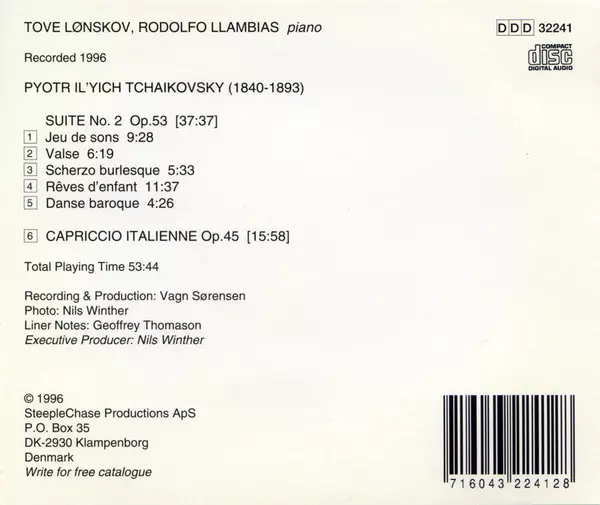 TOVE LØNSKOV, RODOLFO LLAMBIAS piano
DDD 32241
COMPACT
disc
DIGITAL AUDIO
Recorded 1996
PYOTR IL'YICH TCHAIKOVSKY (1840-1893)
SUITE No. 2 Op.53 [37:37]
1 Jeu de sons 9:28
2 Valse 6:19
3 Scherzo burlesque 5:33
4 Rêves d'enfant 11:37
5 Danse baroque 4:26
6 CAPRICCIO ITALIENNE Op.45 [15:58]
Total Playing Time 53:44
Recording & Production: Vagn Sørensen
Photo: Nils Winther
Liner Notes: Geoffrey Thomason
Executive Producer: Nils Winther
© 1996
SteepleChase Productions ApS
P.O. Box 35
DK-2930 Klampenborg
Denmark
Write for free catalogue
716043 224128